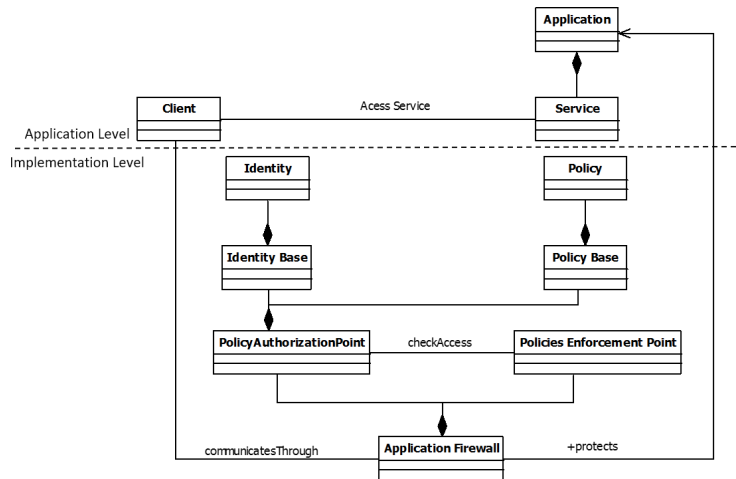 Application
Client
Acess Service
Service
Application Level
Implementation Level
Identity
Policy
Identity Base
Policy Base
PolicyAuthorizationPoint
checkAccess
Policies Enforcement Point
communicatesThrough
Application Firewall
+protects